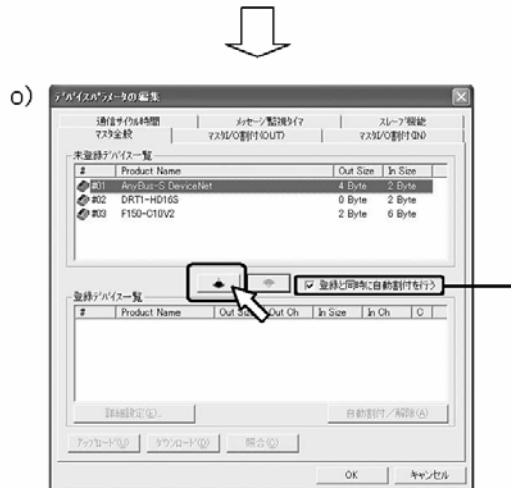 o)
デバイスパラメータの編集
通信サイクル時間 メッセージ監視タイマ スレーブ機能
マスタ全般 マスタI/O割付(OUT) マスタI/O割付(IN)
未登録デバイス一覧
# Product Name Out Size In Size
#01 AnyBus-S DeviceNet 4 Byte 2 Byte
#02 DRT1-HD16S 0 Byte 2 Byte
#03 F150-C10V2 2 Byte 6 Byte
登録と同時に自動割付を行う
登録デバイス一覧
# Product Name Out Size Out Ch In Size In Ch C
詳細設定(E)... 自動割付/解除(A)
アップロード(U) ダウンロード(D) 照合(C)
OK キャンセル